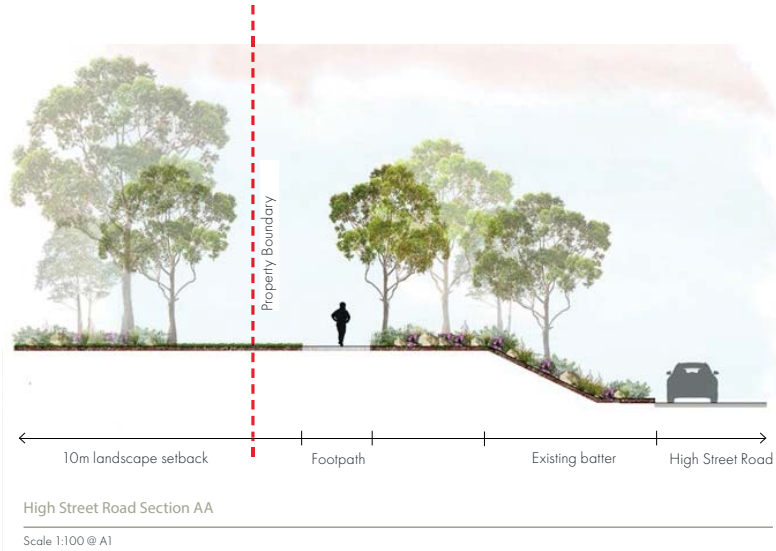 Property Boundary
10m landscape setback
Footpath
Existing batter
High Street Road
High Street Road Section AA
Scale 1:100 @ A1